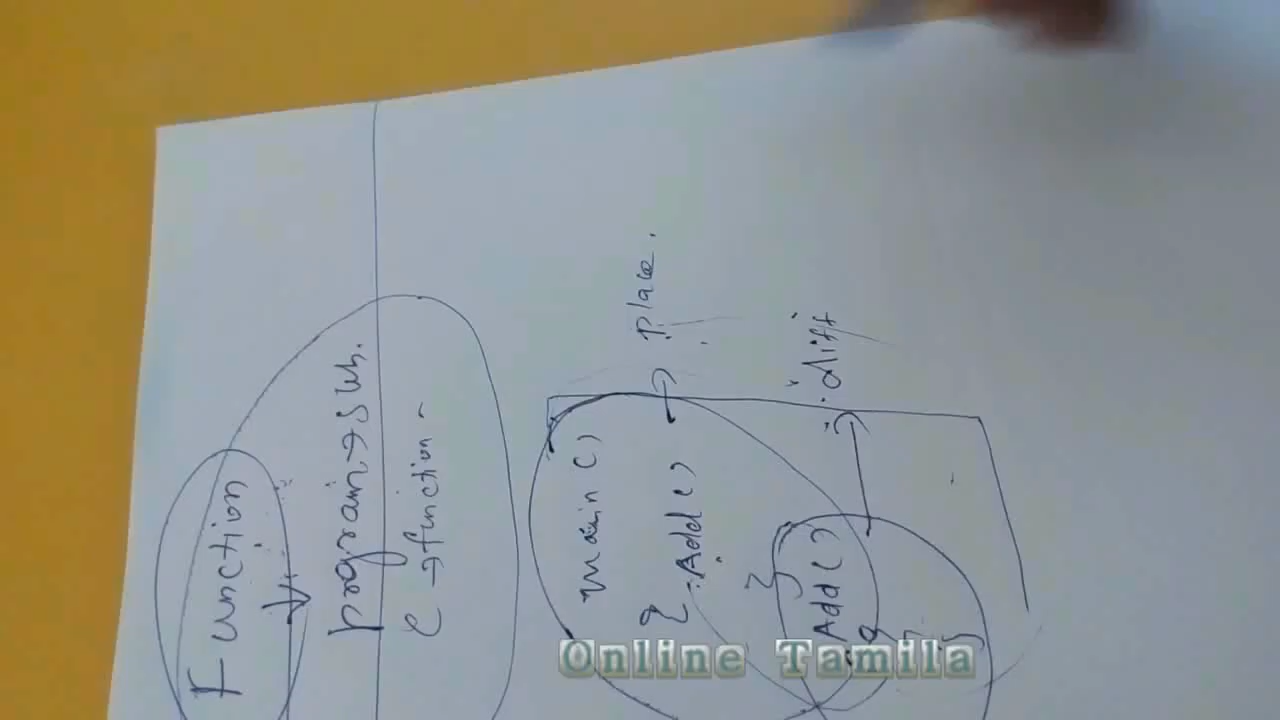 Function
program → sub.
C → function -
main ()
{ Add() → place.
}
Add() → diff
{
}
Online Tamila